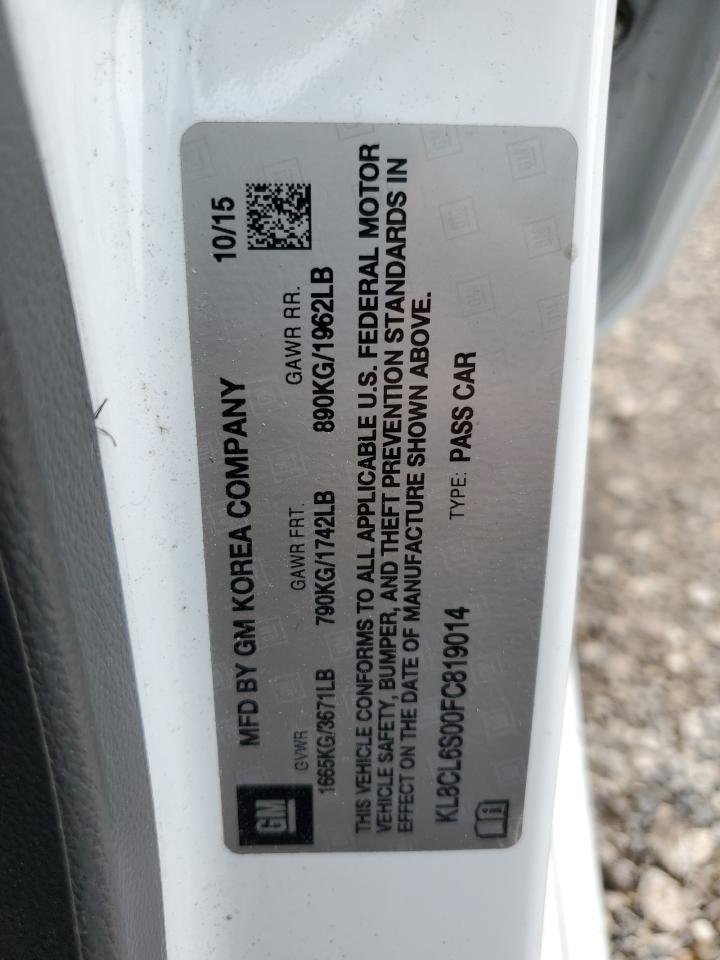 GM
MFD BY GM KOREA COMPANY 10/15
GVWR GAWR FRT. GAWR RR.
1665KG/3671LB 790KG/1742LB 890KG/1962LB
THIS VEHICLE CONFORMS TO ALL APPLICABLE U.S. FEDERAL MOTOR
VEHICLE SAFETY, BUMPER, AND THEFT PREVENTION STANDARDS IN
EFFECT ON THE DATE OF MANUFACTURE SHOWN ABOVE.
KL8CL6S00FC819014 TYPE: PASS CAR